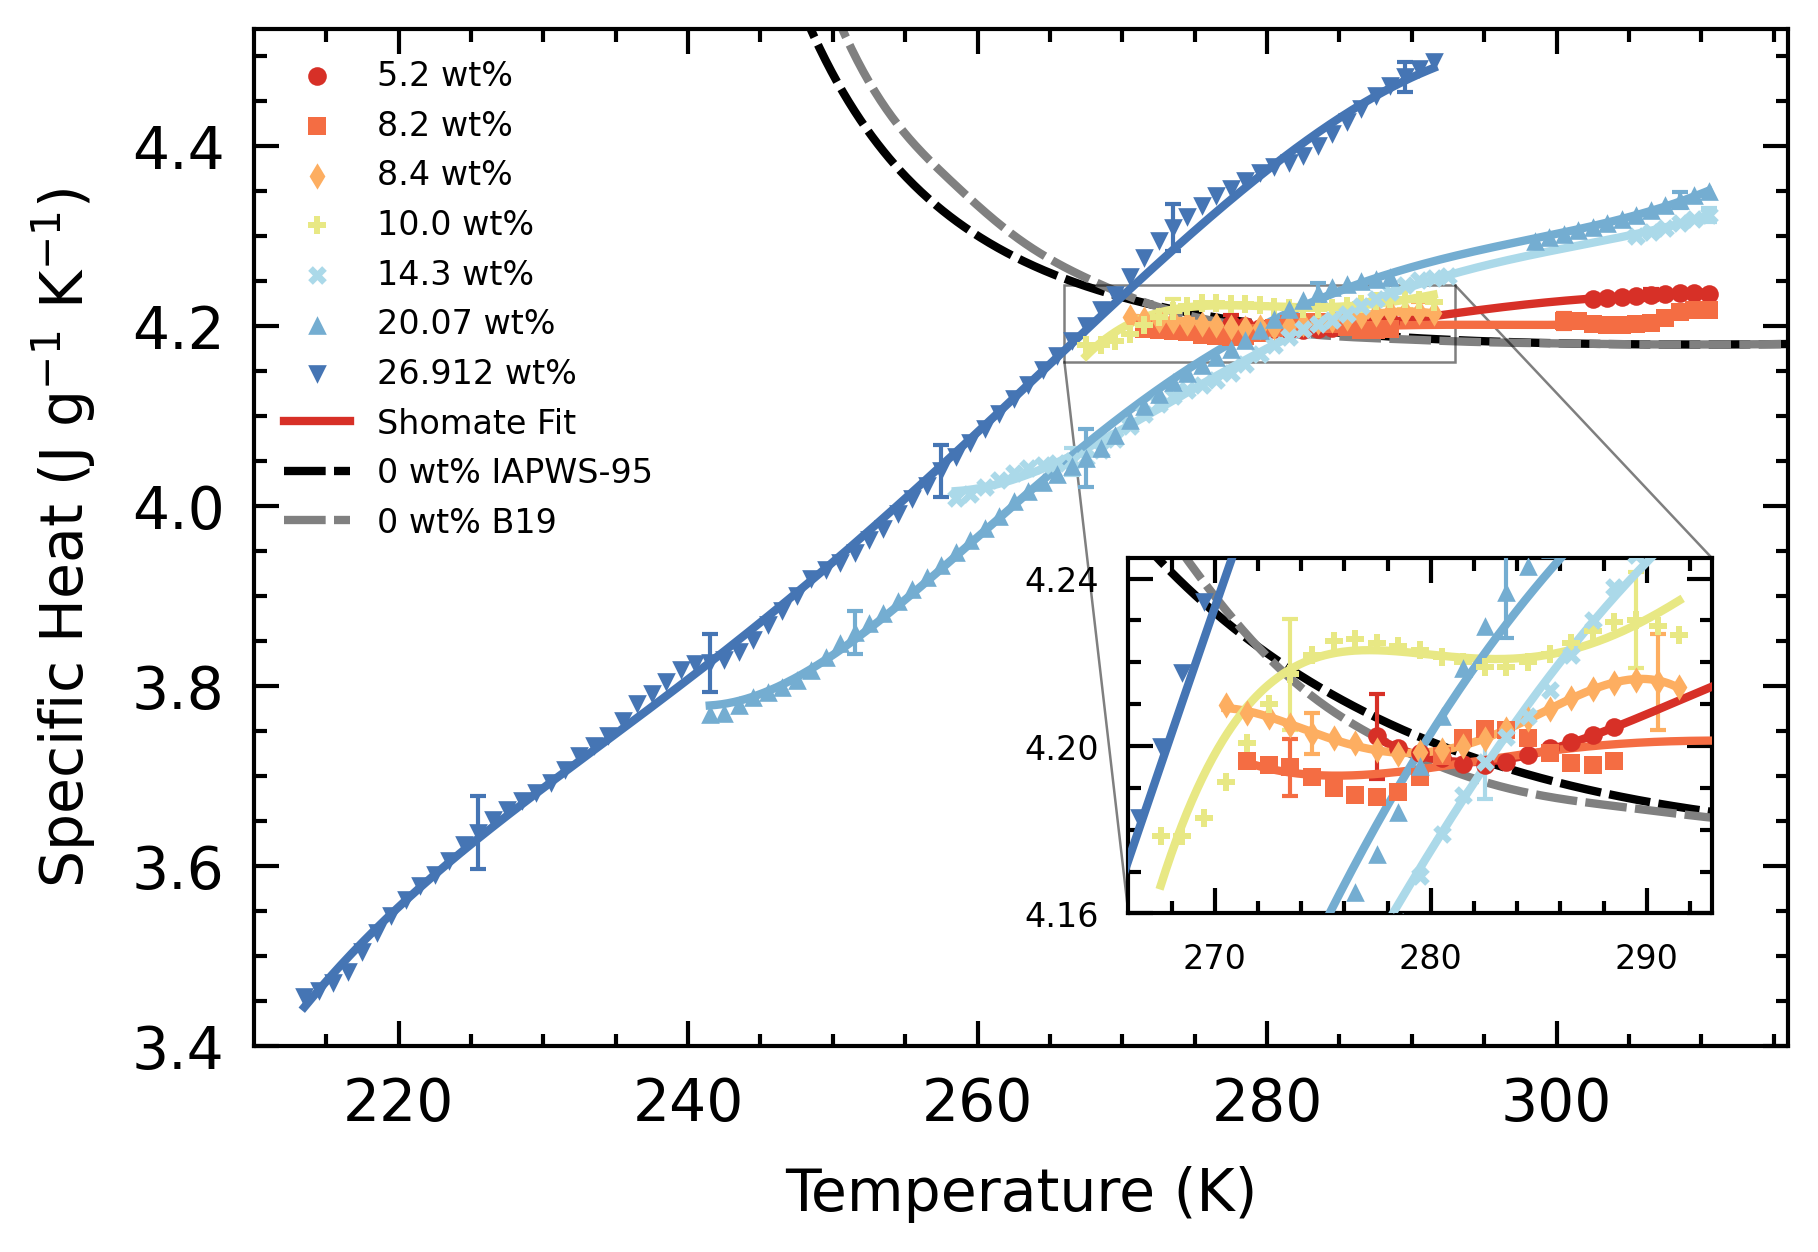 5.2 wt%
8.2 wt%
8.4 wt%
10.0 wt%
14.3 wt%
20.07 wt%
26.912 wt%
Shomate Fit
0 wt% IAPWS-95
0 wt% B19
Specific Heat (J g⁻¹ K⁻¹)
4.4
4.2
4.0
3.8
3.6
3.4
220
240
260
280
300
Temperature (K)
4.24
4.20
4.16
270
280
290